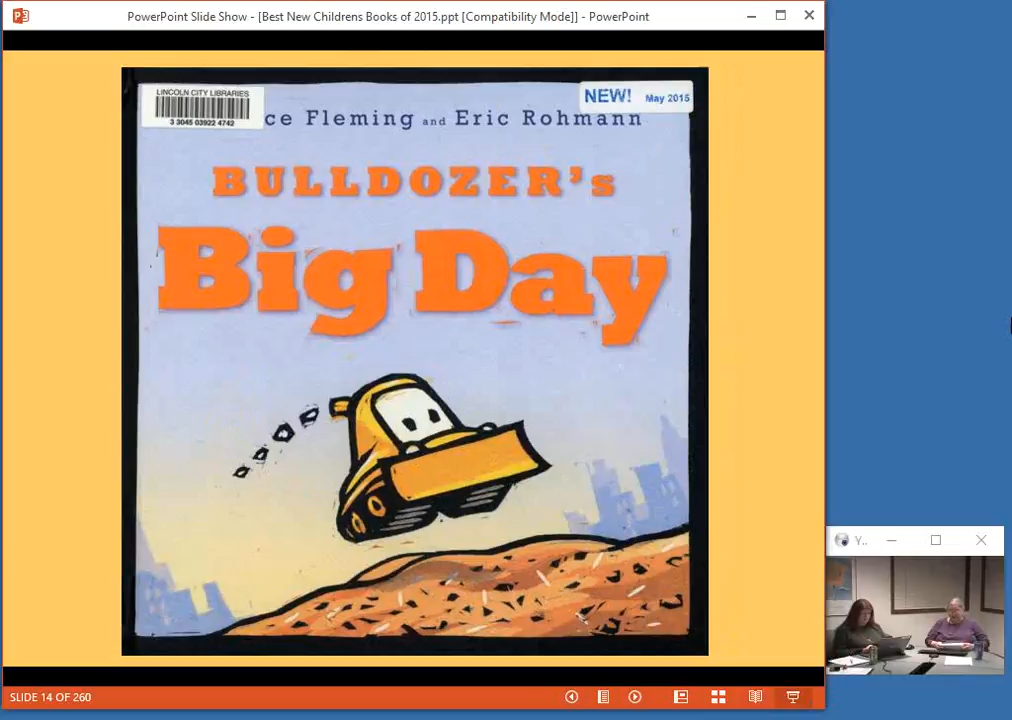 PowerPoint Slide Show - [Best New Childrens Books of 2015.ppt [Compatibility Mode]] - PowerPoint
LINCOLN CITY LIBRARIES
3 3045 03922 4742
NEW! May 2015
ce Fleming and Eric Rohmann
BULLDOZER's
Big Day
Y..
SLIDE 14 OF 260